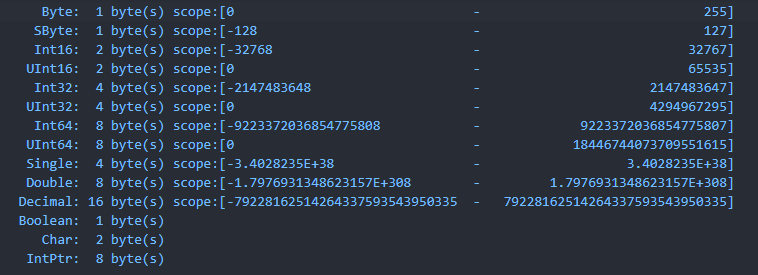 Byte: 1 byte(s) scope:[0 - 255]
SByte: 1 byte(s) scope:[-128 - 127]
Int16: 2 byte(s) scope:[-32768 - 32767]
UInt16: 2 byte(s) scope:[0 - 65535]
Int32: 4 byte(s) scope:[-2147483648 - 2147483647]
UInt32: 4 byte(s) scope:[0 - 4294967295]
Int64: 8 byte(s) scope:[-9223372036854775808 - 9223372036854775807]
UInt64: 8 byte(s) scope:[0 - 18446744073709551615]
Single: 4 byte(s) scope:[-3.4028235E+38 - 3.4028235E+38]
Double: 8 byte(s) scope:[-1.7976931348623157E+308 - 1.7976931348623157E+308]
Decimal: 16 byte(s) scope:[-79228162514264337593543950335 - 79228162514264337593543950335]
Boolean: 1 byte(s)
Char: 2 byte(s)
IntPtr: 8 byte(s)